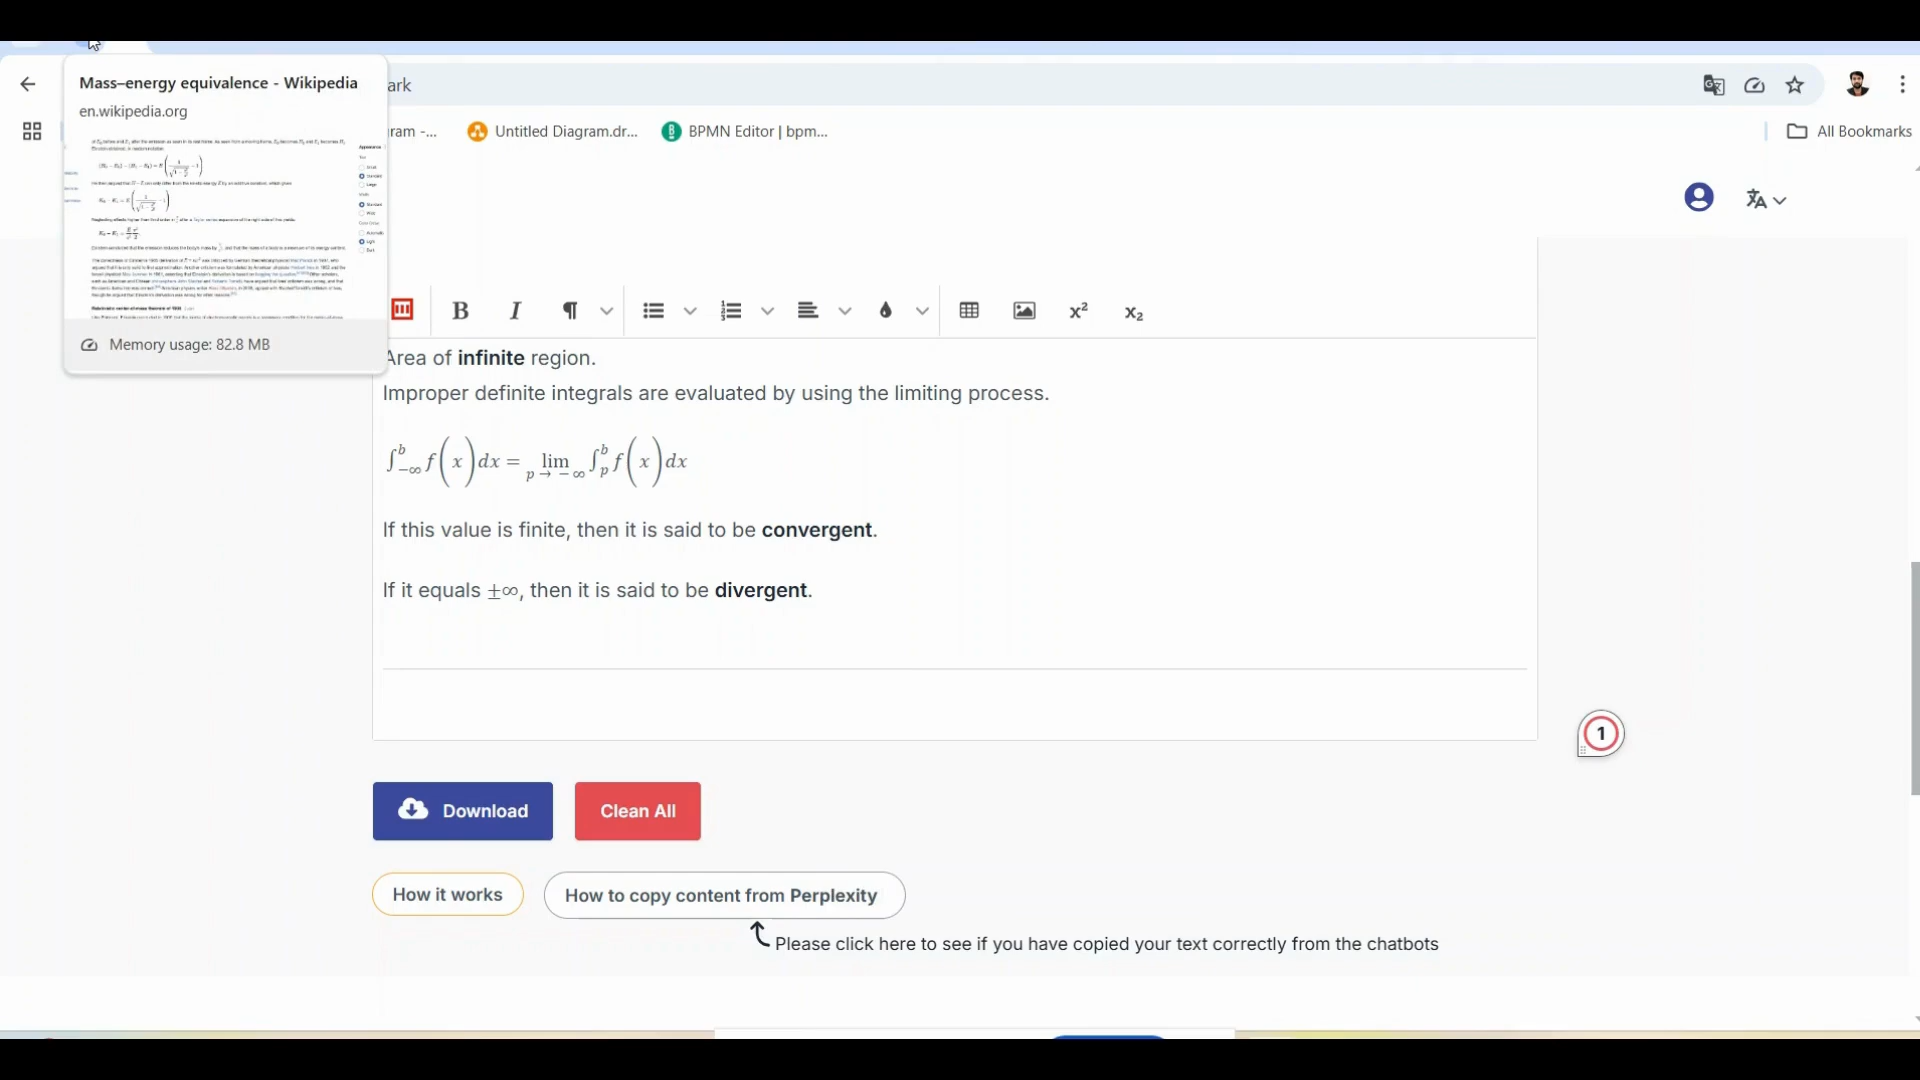 Mass–energy equivalence - Wikipedia
en.wikipedia.org
Memory usage: 82.8 MB
ark
ram -...
Untitled Diagram.dr...
BPMN Editor | bpm...
All Bookmarks
B I ¶ x² x₂
Area of infinite region.
Improper definite integrals are evaluated by using the limiting process.
∫_{-∞}^{b} f(x)dx = lim_{p→-∞} ∫_{p}^{b} f(x)dx
If this value is finite, then it is said to be convergent.
If it equals ±∞, then it is said to be divergent.
1
Download
Clean All
How it works
How to copy content from Perplexity
Please click here to see if you have copied your text correctly from the chatbots